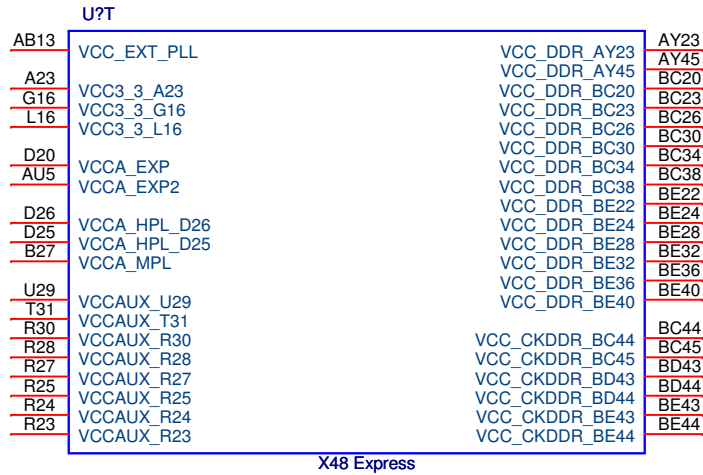 U?T
AB13 VCC_EXT_PLL VCC_DDR_AY23 AY23
VCC_DDR_AY45 AY45
A23 VCC3_3_A23 VCC_DDR_BC20 BC20
G16 VCC3_3_G16 VCC_DDR_BC23 BC23
L16 VCC3_3_L16 VCC_DDR_BC26 BC26
VCC_DDR_BC30 BC30
D20 VCCA_EXP VCC_DDR_BC34 BC34
AU5 VCCA_EXP2 VCC_DDR_BC38 BC38
VCC_DDR_BE22 BE22
D26 VCCA_HPL_D26 VCC_DDR_BE24 BE24
D25 VCCA_HPL_D25 VCC_DDR_BE28 BE28
B27 VCCA_MPL VCC_DDR_BE32 BE32
VCC_DDR_BE36 BE36
U29 VCCAUX_U29 VCC_DDR_BE40 BE40
T31 VCCAUX_T31
R30 VCCAUX_R30 VCC_CKDDR_BC44 BC44
R28 VCCAUX_R28 VCC_CKDDR_BC45 BC45
R27 VCCAUX_R27 VCC_CKDDR_BD43 BD43
R25 VCCAUX_R25 VCC_CKDDR_BD44 BD44
R24 VCCAUX_R24 VCC_CKDDR_BE43 BE43
R23 VCCAUX_R23 VCC_CKDDR_BE44 BE44
X48 Express